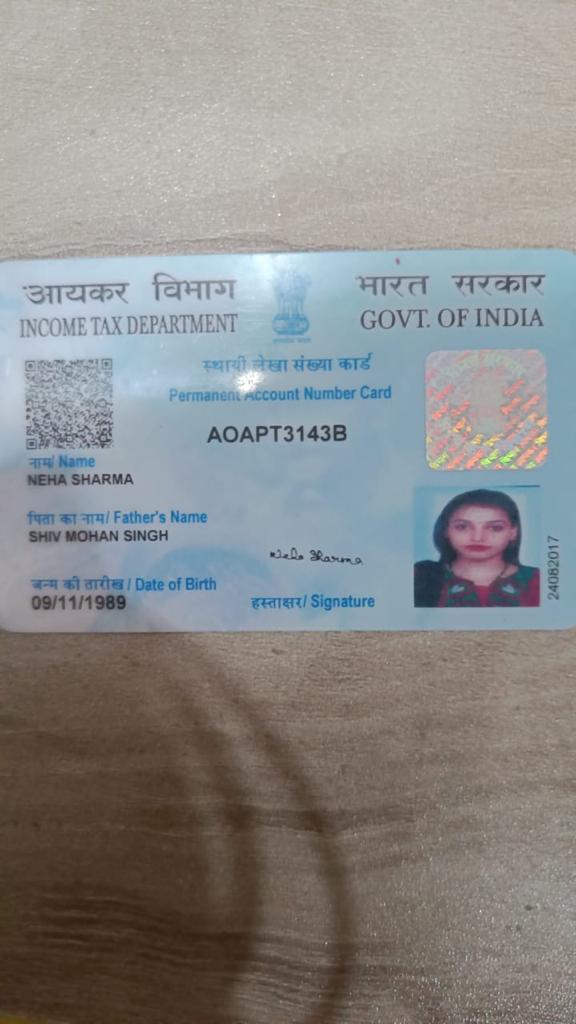 आयकर विभाग
INCOME TAX DEPARTMENT
भारत सरकार
GOVT. OF INDIA
स्थायी लेखा संख्या कार्ड
Permanent Account Number Card
AOAPT3143B
नाम/ Name
NEHA SHARMA
पिता का नाम/ Father's Name
SHIV MOHAN SINGH
जन्म की तारीख / Date of Birth
09/11/1989
Neha Sharma
हस्ताक्षर/ Signature
24082017